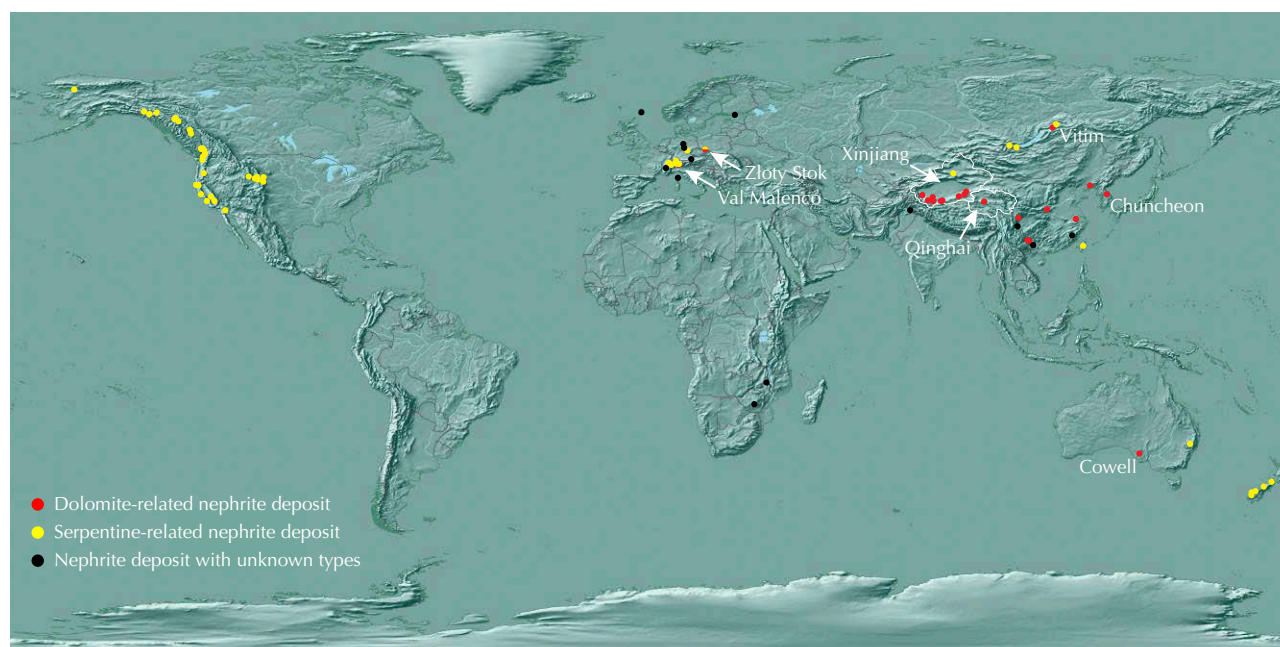 Vitim
Xinjiang
Złoty Stok
Val Malenco
Chuncheon
Qinghai
Cowell
Dolomite-related nephrite deposit
Serpentine-related nephrite deposit
Nephrite deposit with unknown types